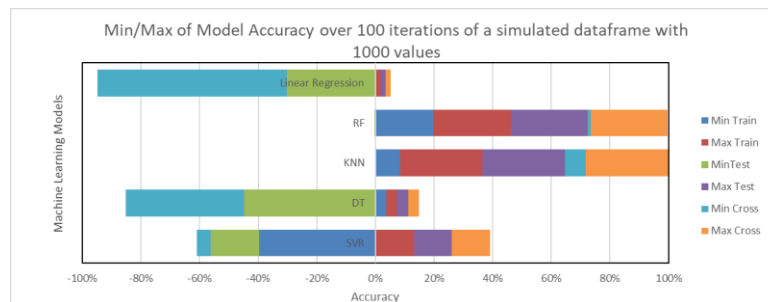 Min/Max of Model Accuracy over 100 iterations of a simulated dataframe with
1000 values
Machine Learning Models
Linear Regression
RF
KNN
DT
SVR
-100% -80% -60% -40% -20% 0% 20% 40% 60% 80% 100%
Accuracy
Min Train
Max Train
MinTest
Max Test
Min Cross
Max Cross